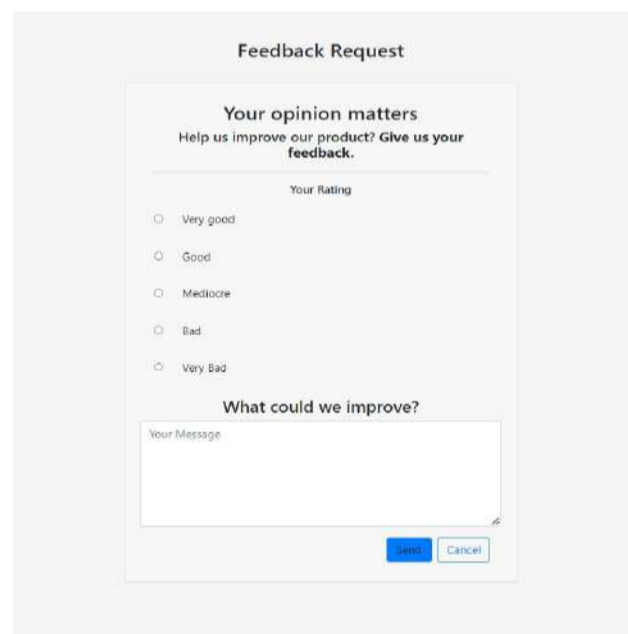 Feedback Request
Your opinion matters
Help us improve our product? Give us your
feedback.
Your Rating
Very good
Good
Mediocre
Bad
Very Bad
What could we improve?
Your Message
Send
Cancel